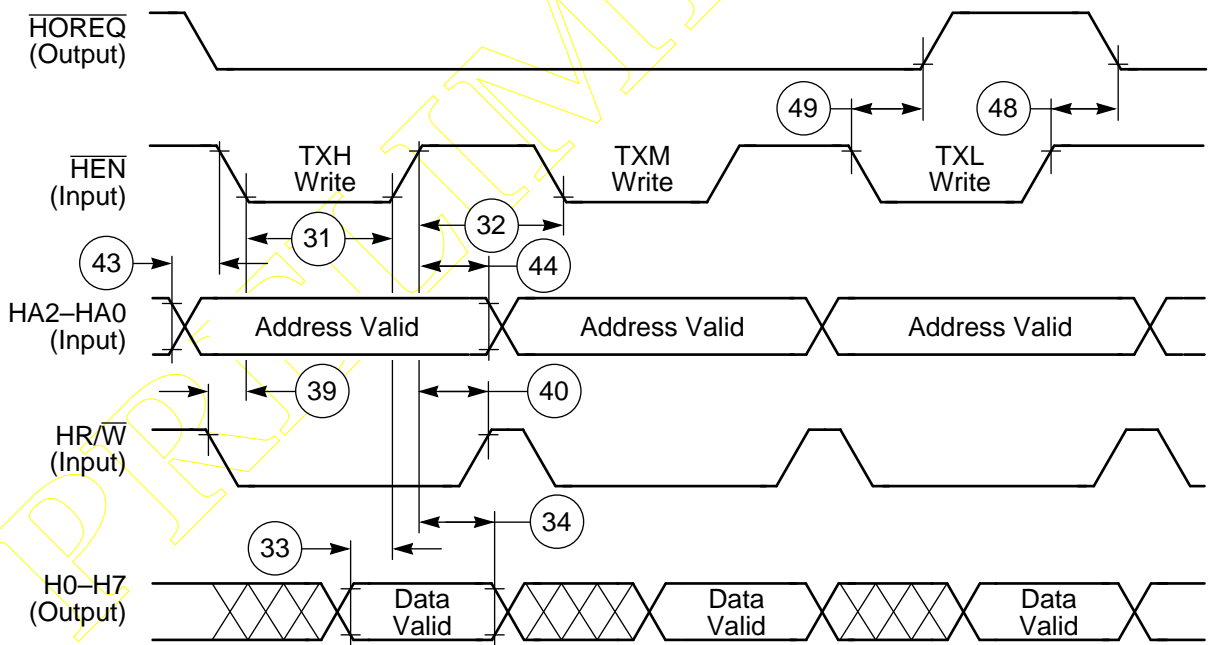 HOREQ
(Output)
49
48
HEN
(Input)
TXH
Write
TXM
Write
TXL
Write
31
32
43
44
HA2–HA0
(Input)
Address Valid
Address Valid
Address Valid
39
40
HR/W
(Input)
33
34
H0–H7
(Output)
Data
Valid
Data
Valid
Data
Valid